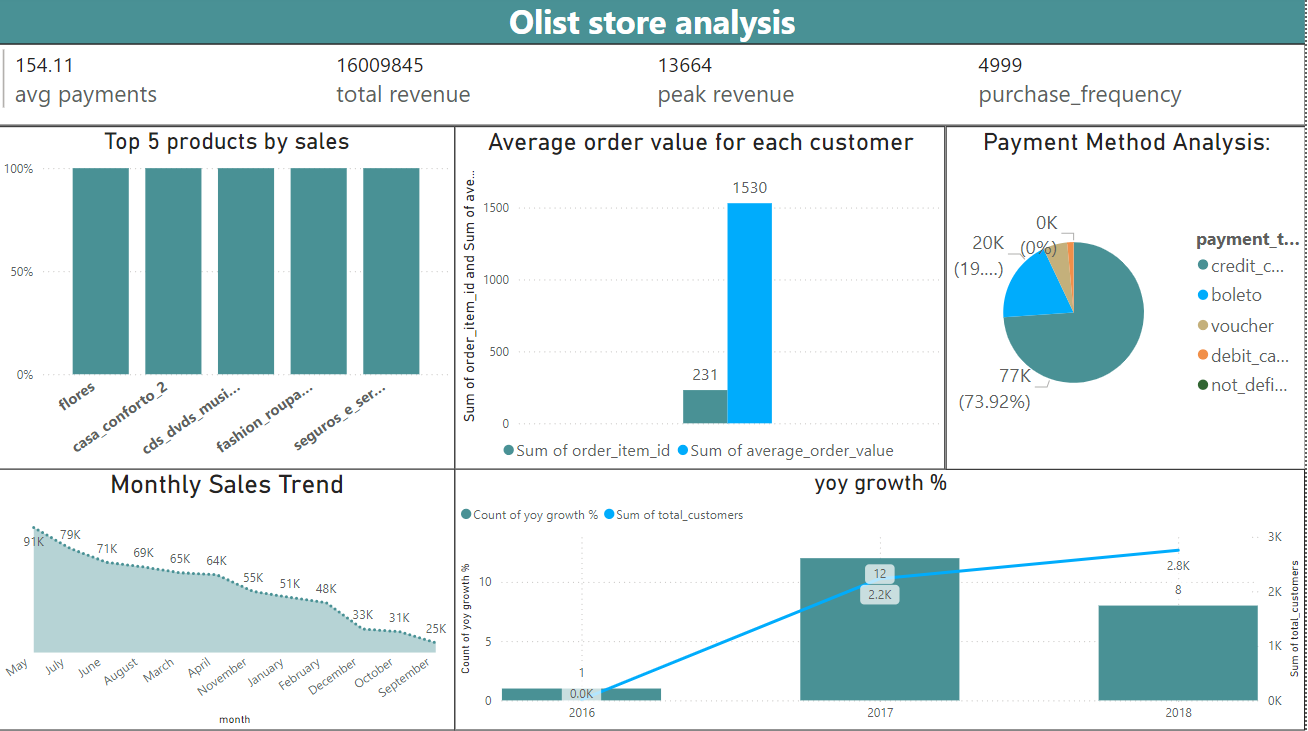 Olist store analysis
154.11
avg payments
16009845
total revenue
13664
peak revenue
4999
purchase_frequency
Top 5 products by sales
100%
50%
0%
flores
casa_conforto_2
cds_dvds_musi...
fashion_roupa...
seguros_e_ser...
Average order value for each customer
Sum of order_item_id and Sum of ave...
1500
1000
500
0
231
1530
Sum of order_item_id
Sum of average_order_value
Payment Method Analysis:
0K
(0%)
20K
(19....)
77K
(73.92%)
payment_t...
credit_c...
boleto
voucher
debit_ca...
not_defi...
Monthly Sales Trend
91K
79K
71K
69K
65K
64K
55K
51K
48K
33K
31K
25K
May
July
June
August
March
April
November
January
February
December
October
September
month
yoy growth %
Count of yoy growth %
Sum of total_customers
Count of yoy growth %
10
5
0
1
0.0K
12
2.2K
2.8K
8
2016
2017
2018
3K
2K
1K
0K
Sum of total_customers